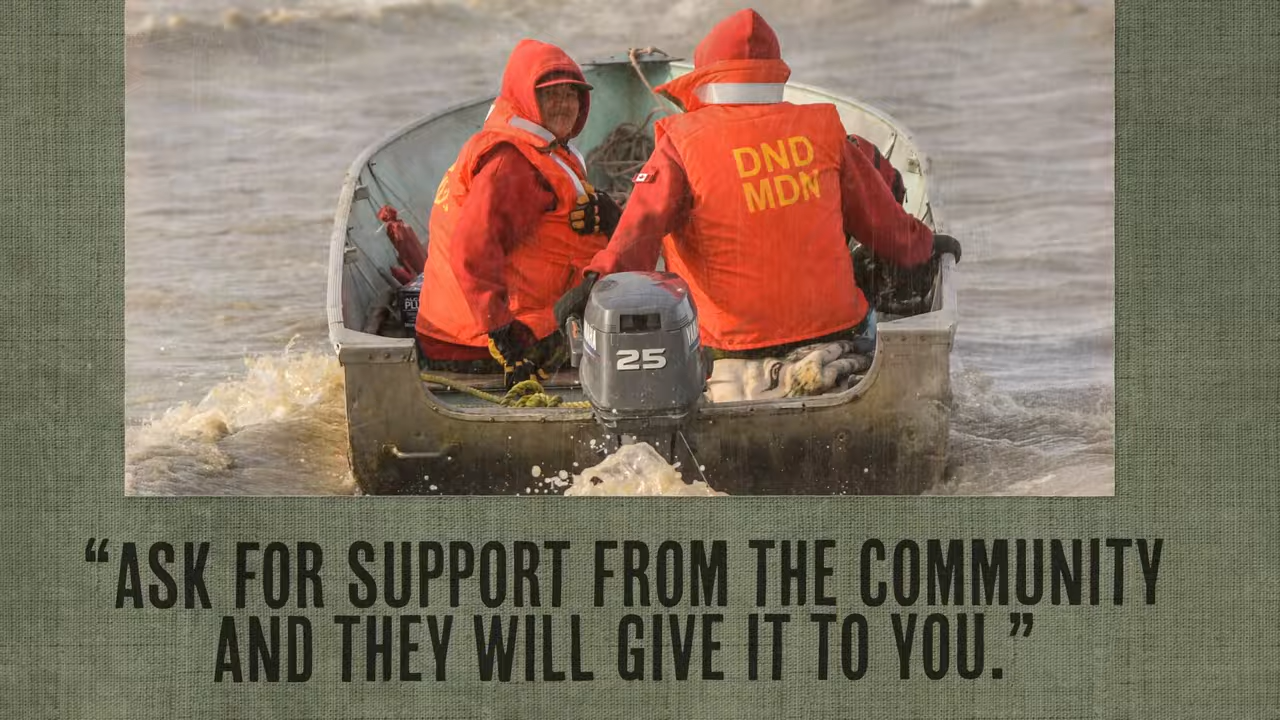 DND
MDN
25
“ASK FOR SUPPORT FROM THE COMMUNITY
AND THEY WILL GIVE IT TO YOU.”